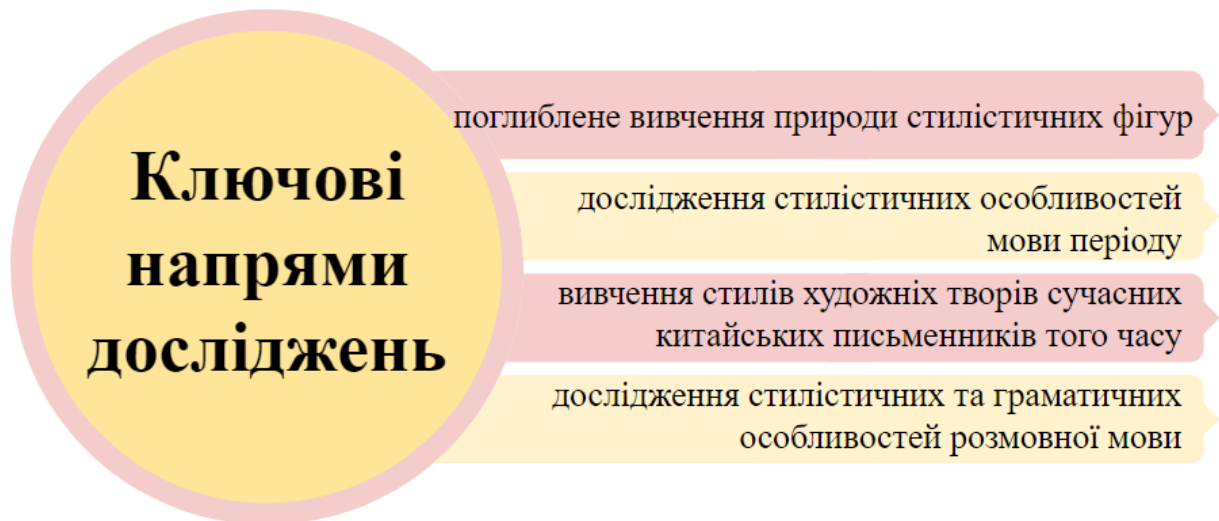 Ключові
напрями
досліджень
поглиблене вивчення природи стилістичних фігур
дослідження стилістичних особливостей
мови періоду
вивчення стилів художніх творів сучасних
китайських письменників того часу
дослідження стилістичних та граматичних
особливостей розмовної мови